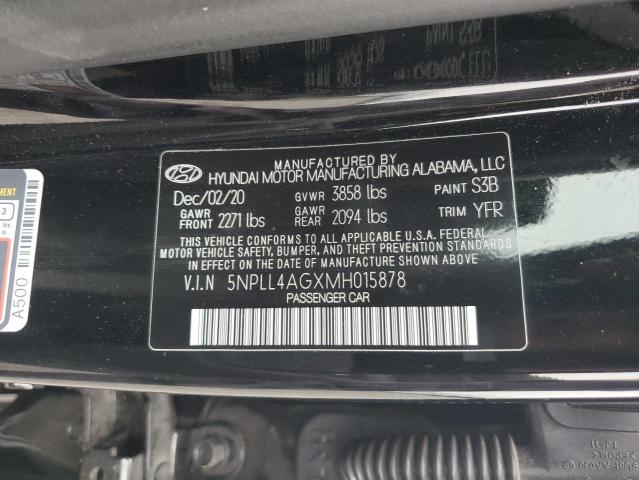 MANUFACTURED BY
HYUNDAI MOTOR MANUFACTURING ALABAMA, LLC
Dec/02/20 GVWR 3858 lbs PAINT S3B
GAWR FRONT 2271 lbs GAWR REAR 2094 lbs TRIM YFR
THIS VEHICLE CONFORMS TO ALL APPLICABLE U.S.A. FEDERAL
MOTOR VEHICLE SAFETY, BUMPER, AND THEFT PREVENTION STANDARDS
IN EFFECT ON THE DATE OF MANUFACTURE SHOWN ABOVE
V.I.N 5NPLL4AGXMH015878
PASSENGER CAR
A500
3
lbs